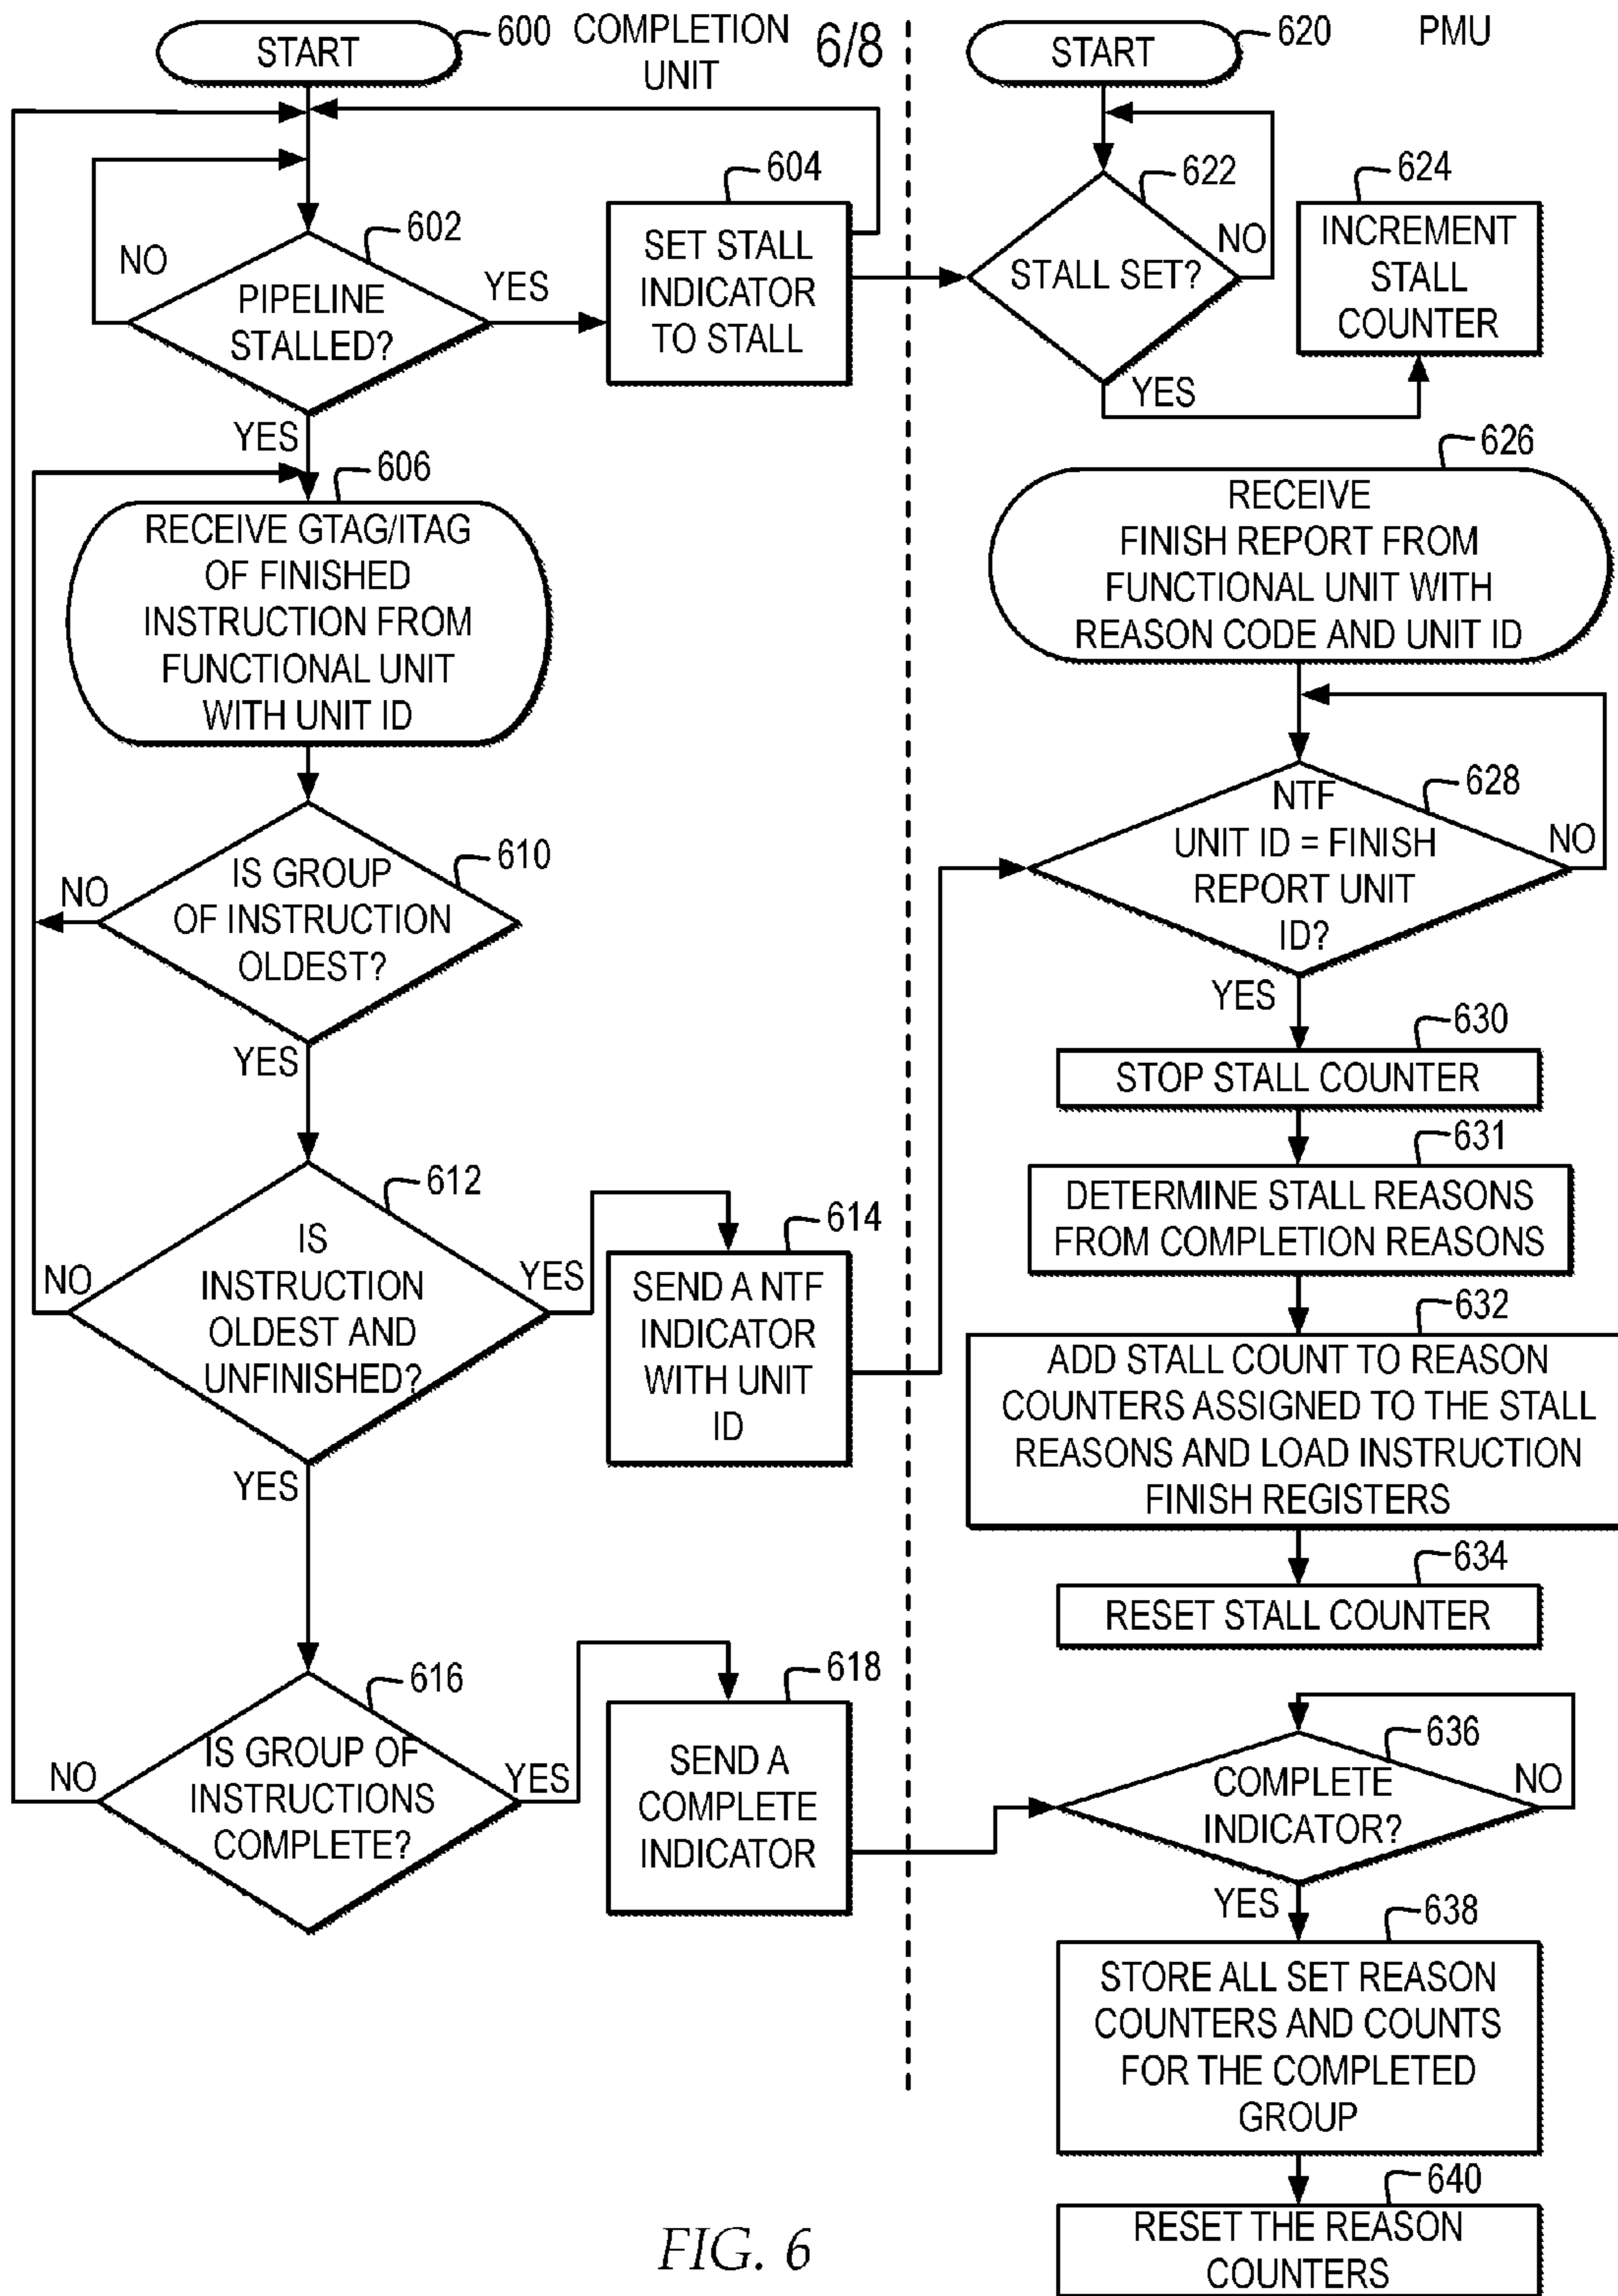 600
COMPLETION
UNIT
6/8
START
NO
602
PIPELINE
STALLED?
YES
YES
604
SET STALL
INDICATOR
TO STALL
606
RECEIVE GTAG/ITAG
OF FINISHED
INSTRUCTION FROM
FUNCTIONAL UNIT
WITH UNIT ID
610
NO
IS GROUP
OF INSTRUCTION
OLDEST?
YES
612
NO
IS
INSTRUCTION
OLDEST AND
UNFINISHED?
YES
YES
614
SEND A NTF
INDICATOR
WITH UNIT
ID
616
NO
IS GROUP OF
INSTRUCTIONS
COMPLETE?
YES
618
SEND A
COMPLETE
INDICATOR
620
PMU
START
622
NO
STALL SET?
YES
624
INCREMENT
STALL
COUNTER
626
RECEIVE
FINISH REPORT FROM
FUNCTIONAL UNIT WITH
REASON CODE AND UNIT ID
628
NTF
UNIT ID = FINISH
REPORT UNIT
ID?
NO
YES
630
STOP STALL COUNTER
631
DETERMINE STALL REASONS
FROM COMPLETION REASONS
632
ADD STALL COUNT TO REASON
COUNTERS ASSIGNED TO THE STALL
REASONS AND LOAD INSTRUCTION
FINISH REGISTERS
634
RESET STALL COUNTER
636
COMPLETE
INDICATOR?
NO
YES
638
STORE ALL SET REASON
COUNTERS AND COUNTS
FOR THE COMPLETED
GROUP
640
RESET THE REASON
COUNTERS
FIG. 6